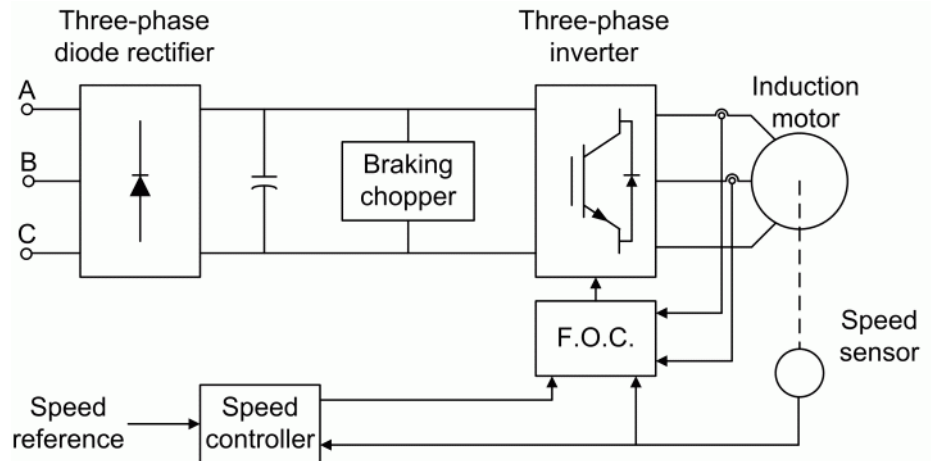 Three-phase
diode rectifier
Three-phase
inverter
A
B
C
Braking
chopper
Induction
motor
F.O.C.
Speed
sensor
Speed
reference
Speed
controller